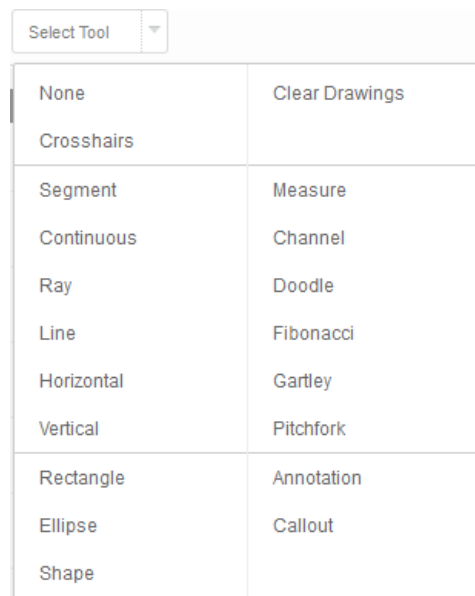 Select Tool
None
Clear Drawings
Crosshairs
Segment
Measure
Continuous
Channel
Ray
Doodle
Line
Fibonacci
Horizontal
Gartley
Vertical
Pitchfork
Rectangle
Annotation
Ellipse
Callout
Shape